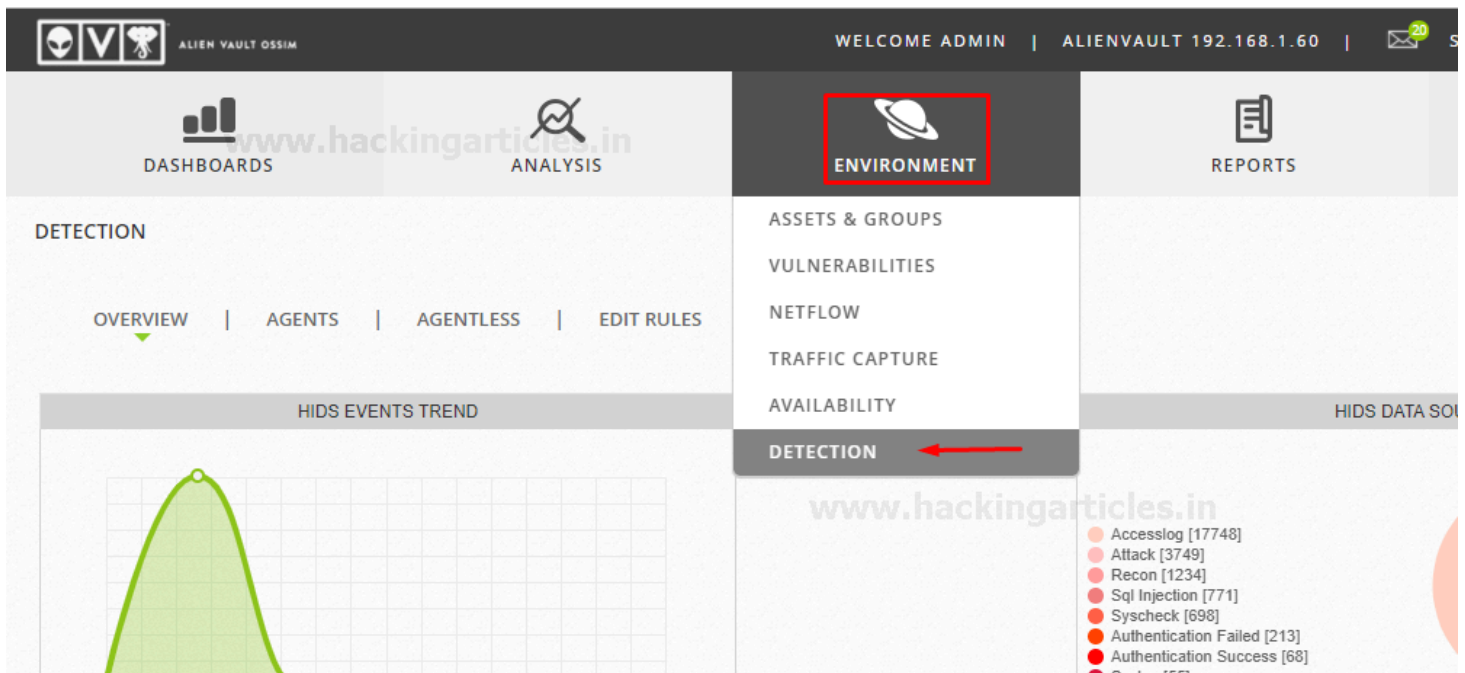 ALIEN VAULT OSSIM
WELCOME ADMIN | ALIENVAULT 192.168.1.60 | 20 S
DASHBOARDS ANALYSIS ENVIRONMENT REPORTS
www.hackingarticles.in
DETECTION
OVERVIEW | AGENTS | AGENTLESS | EDIT RULES
ASSETS & GROUPS
VULNERABILITIES
NETFLOW
TRAFFIC CAPTURE
AVAILABILITY
DETECTION
HIDS EVENTS TREND
HIDS DATA SOU
www.hackingarticles.in
Accesslog [17748]
Attack [3749]
Recon [1234]
Sql Injection [771]
Syscheck [698]
Authentication Failed [213]
Authentication Success [68]